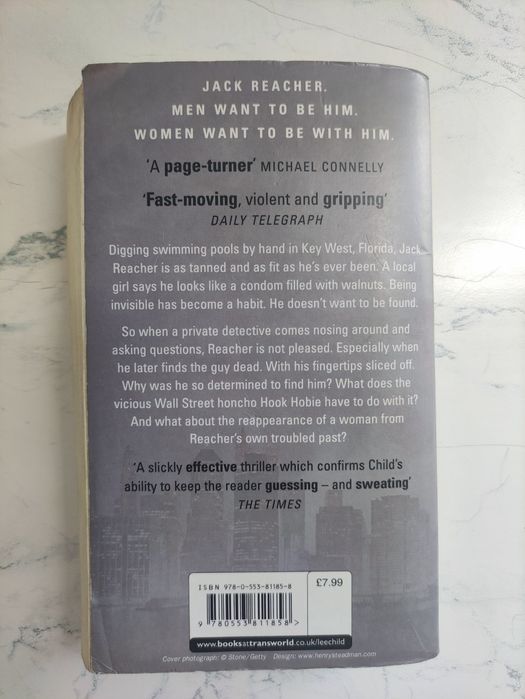 JACK REACHER.
MEN WANT TO BE HIM.
WOMEN WANT TO BE WITH HIM.
'A page-turner' MICHAEL CONNELLY
'Fast-moving, violent and gripping'
DAILY TELEGRAPH
Digging swimming pools by hand in Key West, Florida, Jack
Reacher is as tanned and as fit as he's ever been. A local
girl says he looks like a condom filled with walnuts. Being
invisible has become a habit. He doesn't want to be found.
So when a private detective comes nosing around and
asking questions, Reacher is not pleased. Especially when
he later finds the guy dead. With his fingertips sliced off.
Why was he so determined to find him? What does the
vicious Wall Street honcho Hook Hobie have to do with it?
And what about the reappearance of a woman from
Reacher's own troubled past?
'A slickly effective thriller which confirms Child's
ability to keep the reader guessing – and sweating'
THE TIMES
ISBN 978-0-553-81185-8
£7.99
9 780553 811858 >
www.booksattransworld.co.uk/leechild
Cover photograph: © Stone/Getty Design: www.henrysteadman.com